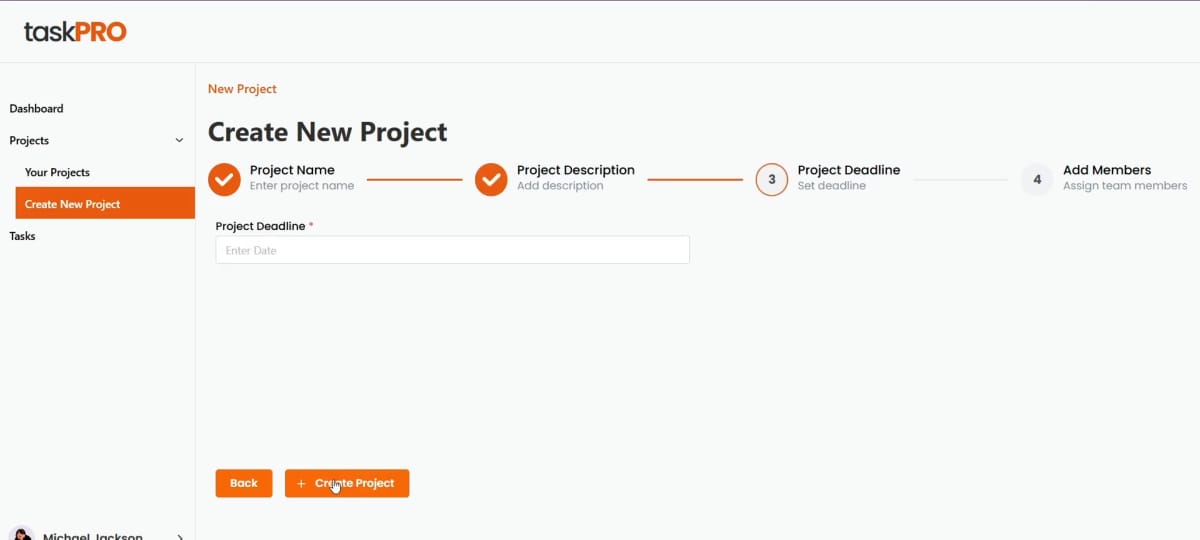 taskPRO
Dashboard
Projects
Your Projects
Create New Project
Tasks
Michael Jackson
New Project
Create New Project
Project Name
Enter project name
Project Description
Add description
3
Project Deadline
Set deadline
4
Add Members
Assign team members
Project Deadline *
Enter Date
Back
+ Create Project